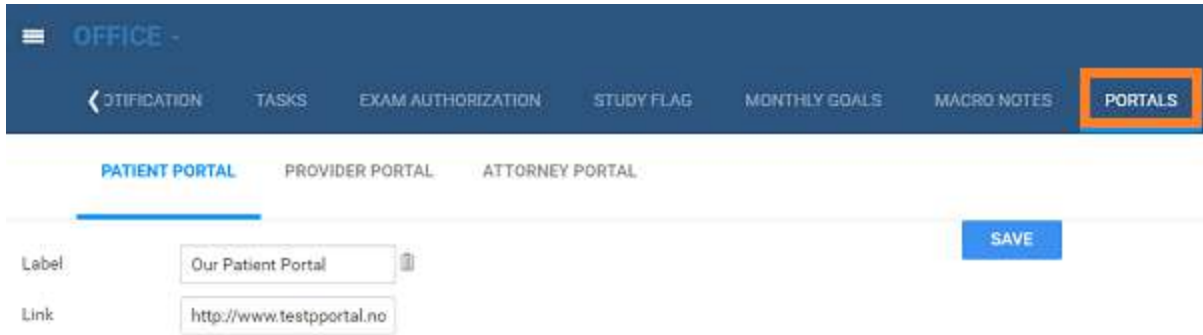 OFFICE -
OTIFICATION TASKS EXAM AUTHORIZATION STUDY FLAG MONTHLY GOALS MACRO NOTES PORTALS
PATIENT PORTAL PROVIDER PORTAL ATTORNEY PORTAL
SAVE
Label Our Patient Portal
Link http://www.testpportal.no